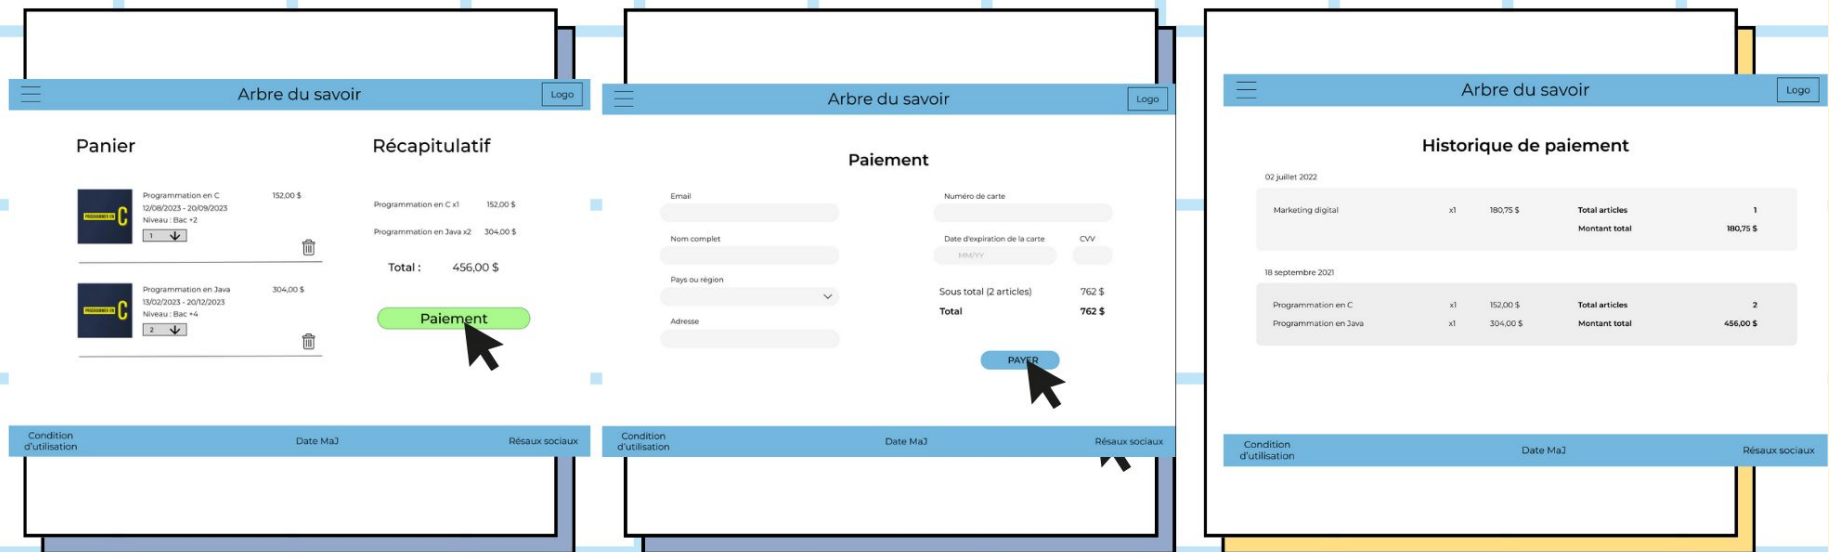 Arbre du savoir
Logo
Panier
Récapitulatif
PROGRAMMER EN C
Programmation en C
152,00 $
12/08/2023 - 20/09/2023
Niveau : Bac +2
1
PROGRAMMER EN C
Programmation en Java
304,00 $
13/02/2023 - 20/12/2023
Niveau : Bac +4
2
Programmation en C x1 152,00 $
Programmation en Java x2 304,00 $
Total : 456,00 $
Paiement
Condition
d'utilisation
Date MaJ
Résaux sociaux
Arbre du savoir
Logo
Paiement
Email
Nom complet
Pays ou région
Adresse
Numéro de carte
Date d'expiration de la carte
CVV
MM/YY
Sous total (2 articles) 762 $
Total 762 $
PAYER
Condition
d'utilisation
Date MaJ
Résaux sociaux
Arbre du savoir
Logo
Historique de paiement
02 juillet 2022
Marketing digital x1 180,75 $ Total articles 1
Montant total 180,75 $
18 septembre 2021
Programmation en C x1 152,00 $ Total articles 2
Programmation en Java x1 304,00 $ Montant total 456,00 $
Condition
d'utilisation
Date MaJ
Résaux sociaux